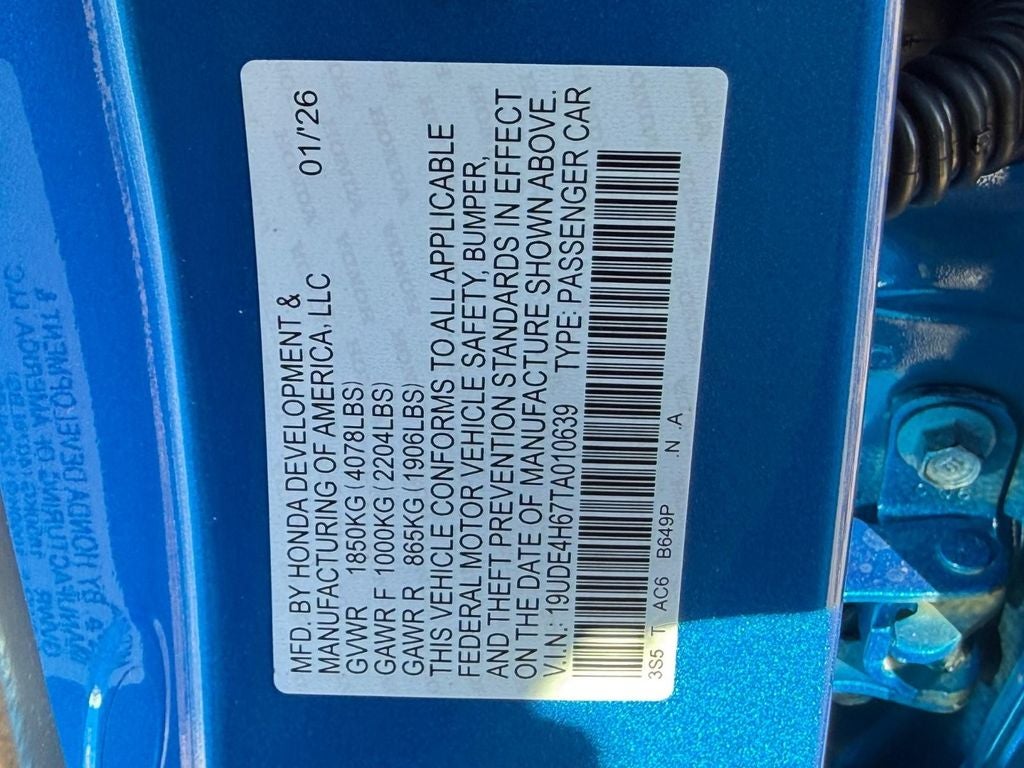 MFD. BY HONDA DEVELOPMENT &
MANUFACTURING OF AMERICA, LLC 01/'26
GVWR 1850KG (4078LBS)
GAWR F 1000KG (2204LBS)
GAWR R 865KG (1906LBS)
THIS VEHICLE CONFORMS TO ALL APPLICABLE
FEDERAL MOTOR VEHICLE SAFETY, BUMPER,
AND THEFT PREVENTION STANDARDS IN EFFECT
ON THE DATE OF MANUFACTURE SHOWN ABOVE.
V.I.N: 19UDE4H67TA010639 TYPE: PASSENGER CAR
3S5 T AC6 B649P .N .A